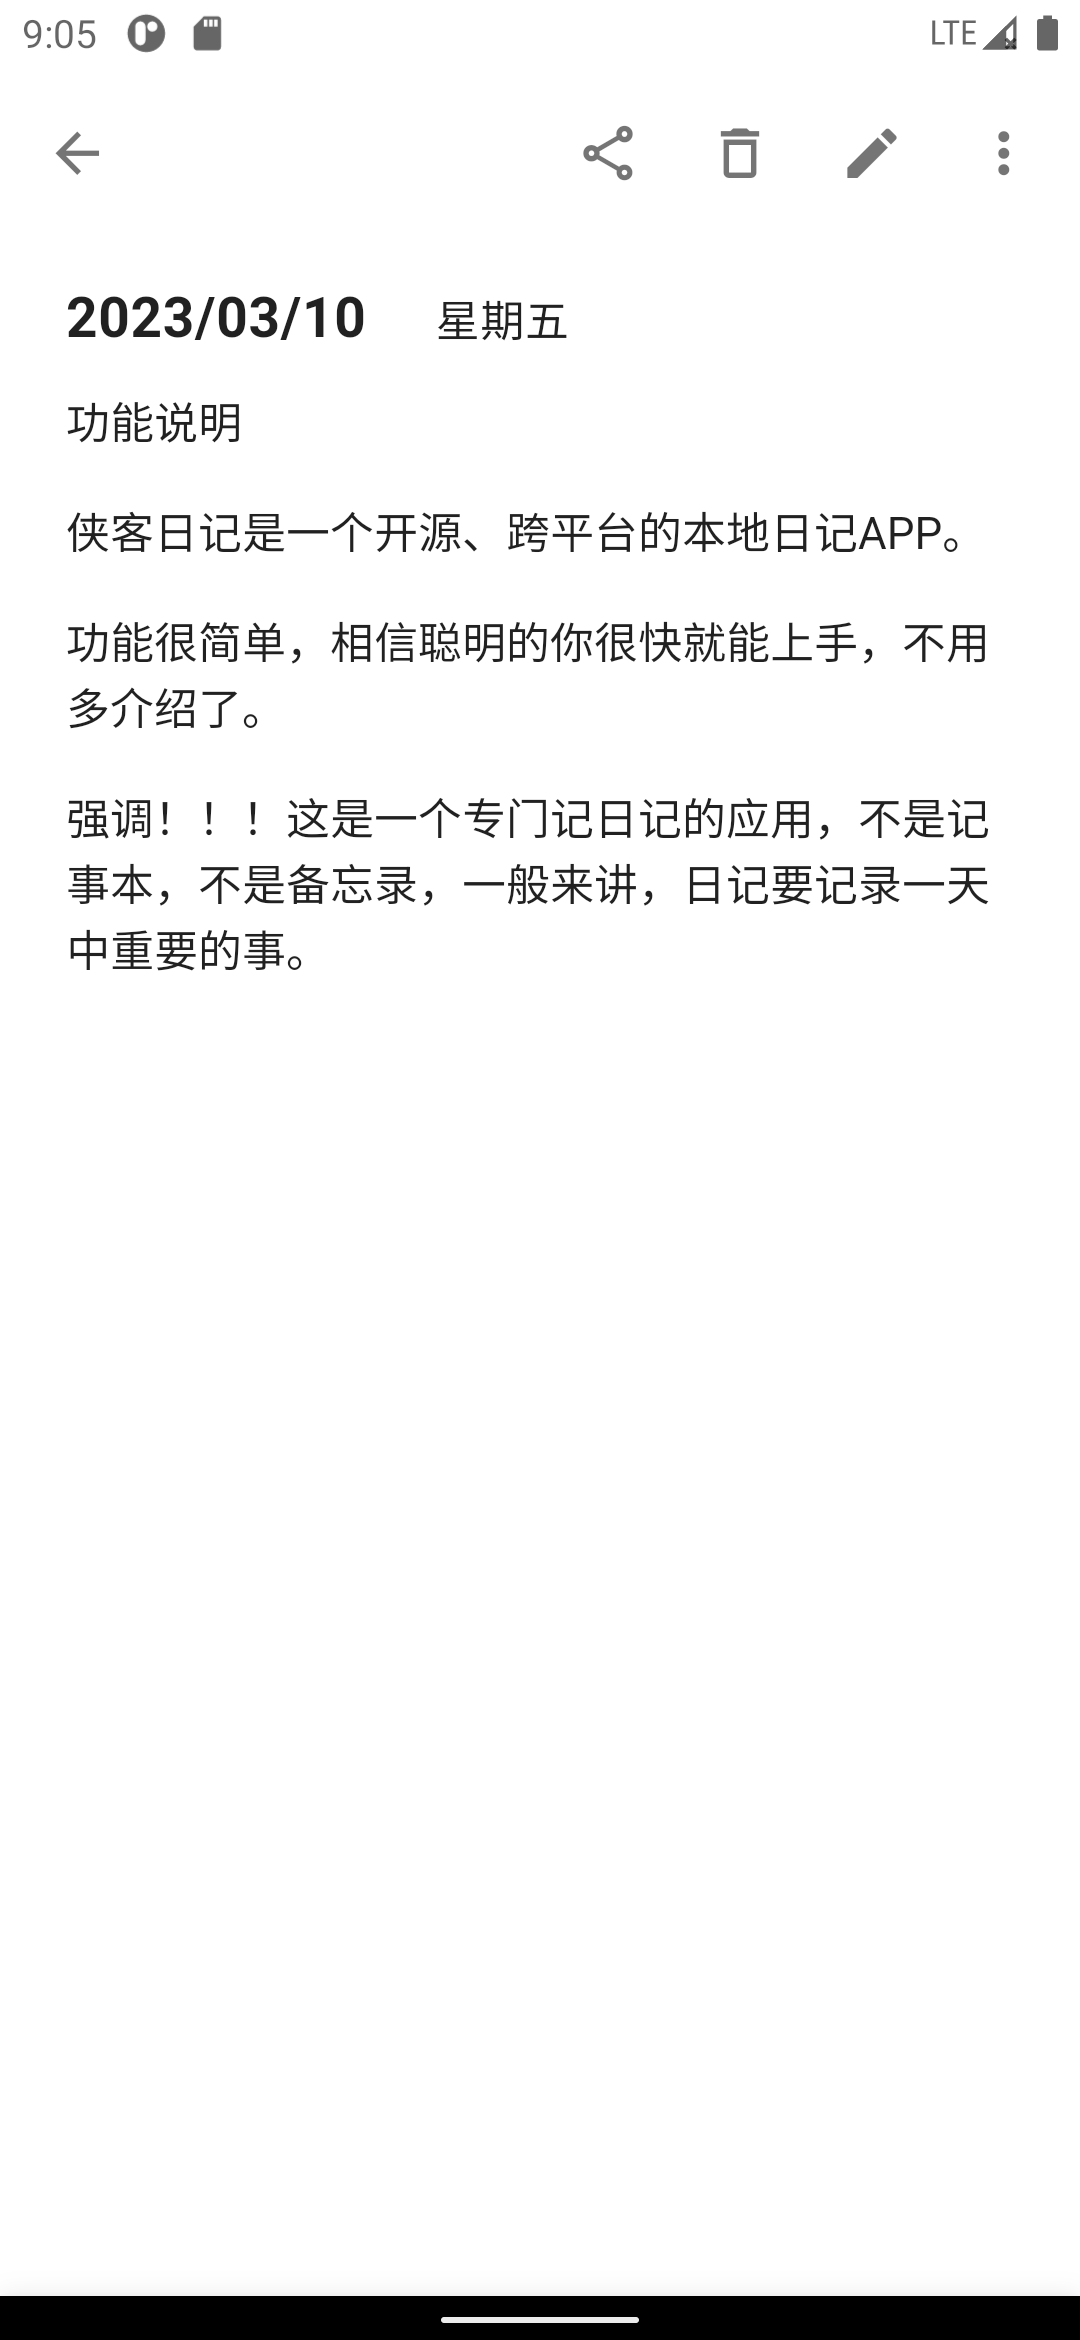 9:05 LTE
2023/03/10 星期五
功能说明
侠客日记是一个开源、跨平台的本地日记APP。
功能很简单，相信聪明的你很快就能上手，不用
多介绍了。
强调！！！这是一个专门记日记的应用，不是记
事本，不是备忘录，一般来讲，日记要记录一天
中重要的事。